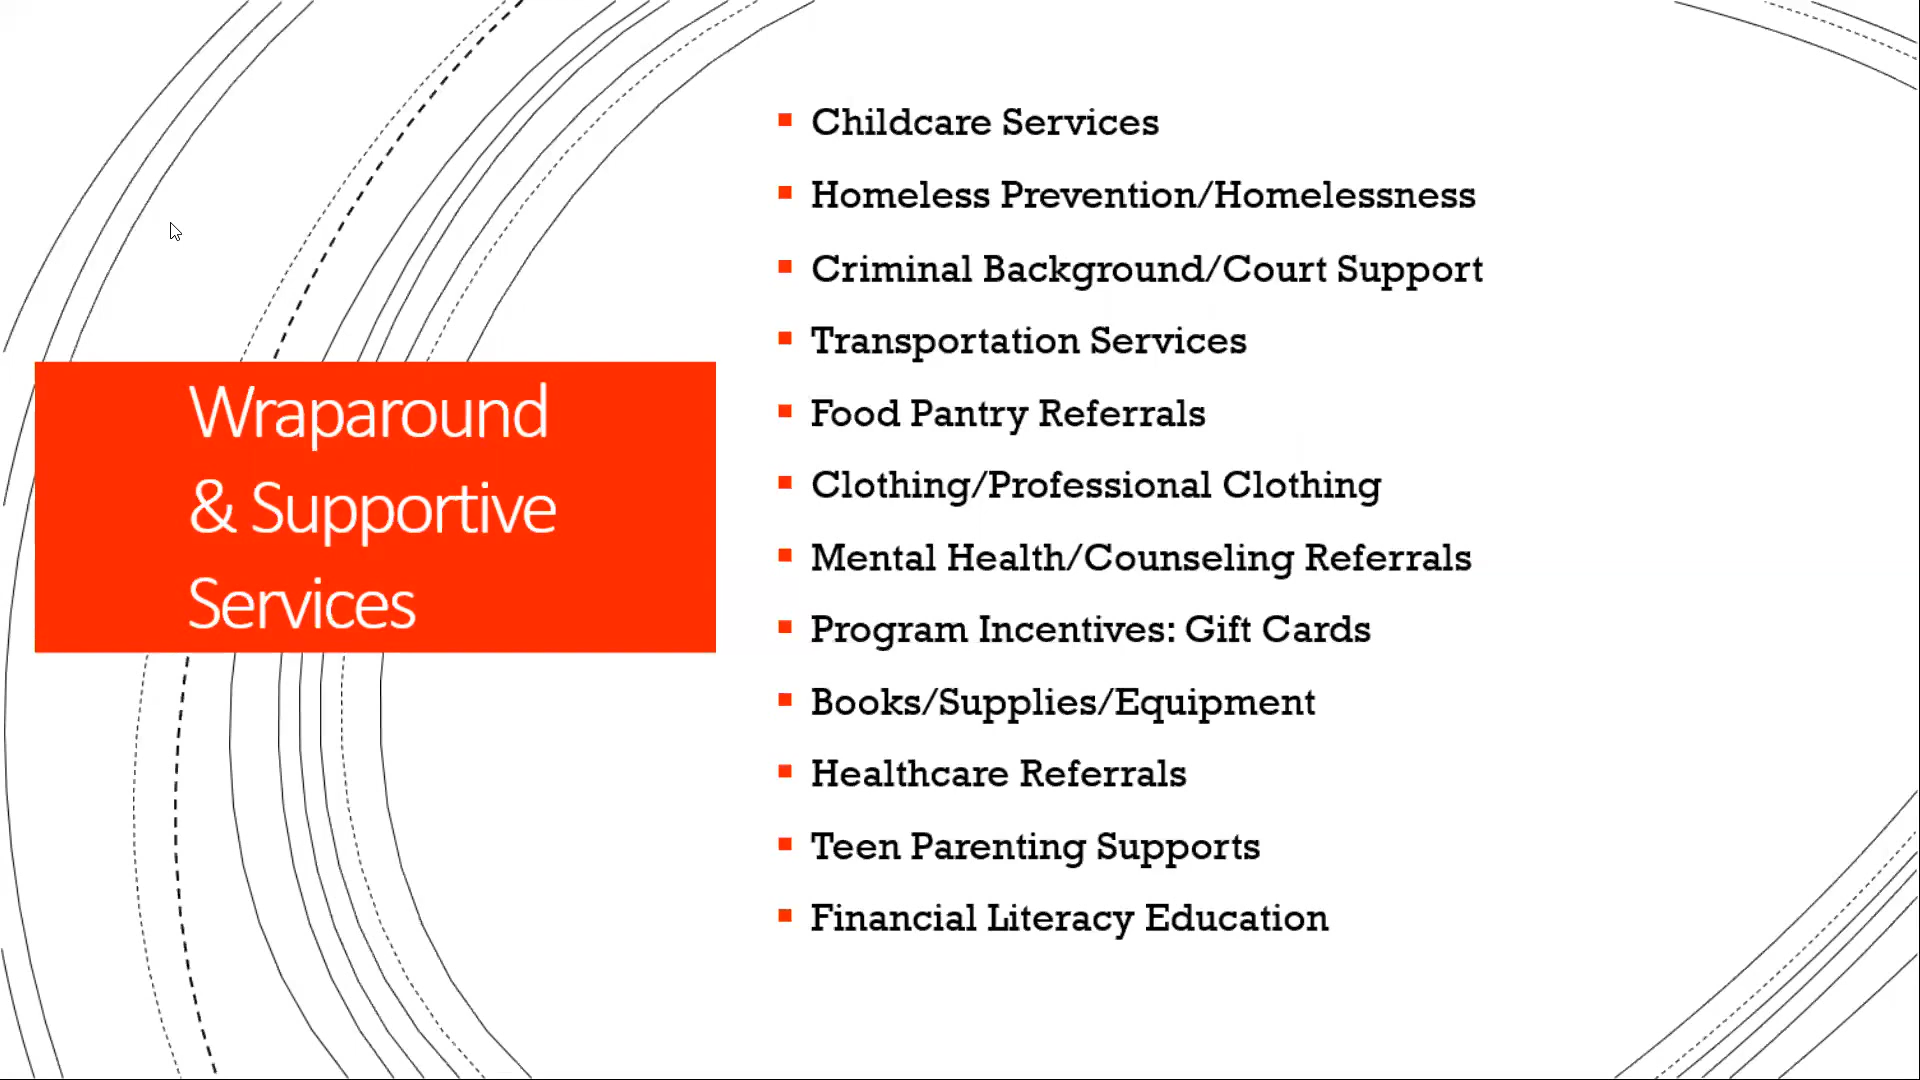 Wraparound
& Supportive
Services
Childcare Services
Homeless Prevention/Homelessness
Criminal Background/Court Support
Transportation Services
Food Pantry Referrals
Clothing/Professional Clothing
Mental Health/Counseling Referrals
Program Incentives: Gift Cards
Books/Supplies/Equipment
Healthcare Referrals
Teen Parenting Supports
Financial Literacy Education